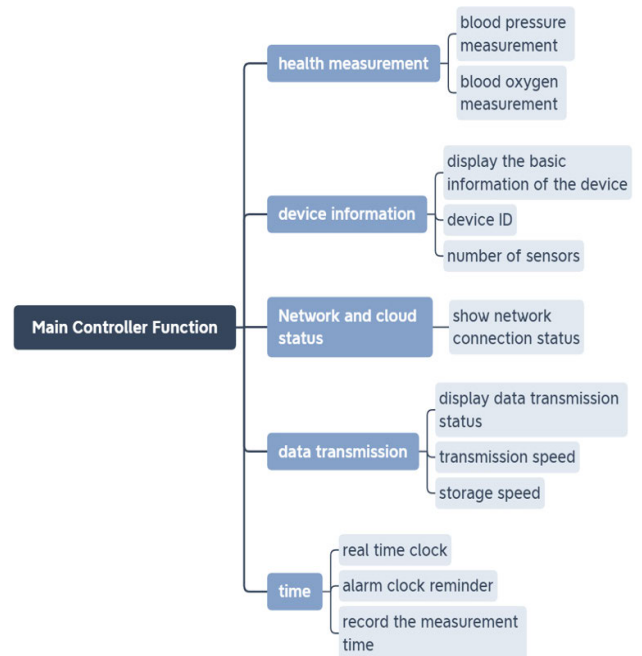 Main Controller Function
health measurement
blood pressure
measurement
blood oxygen
measurement
device information
display the basic
information of the device
device ID
number of sensors
Network and cloud
status
show network
connection status
data transmission
display data transmission
status
transmission speed
storage speed
time
real time clock
alarm clock reminder
record the measurement
time